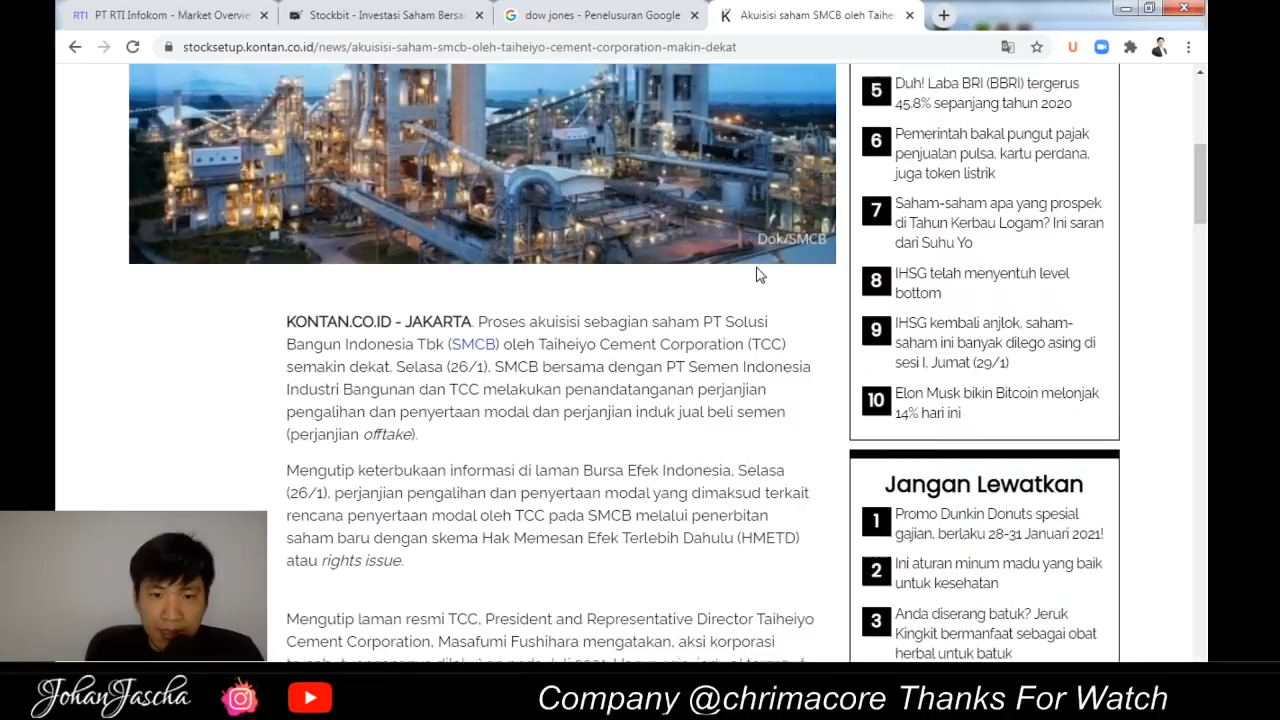 PT RTI Infokom - Market Overvie
Stockbit - Investasi Saham Bersa
dow jones - Penelusuran Google
Akuisisi saham SMCB oleh Taihe
stocksetup.kontan.co.id/news/akuisisi-saham-smcb-oleh-taiheiyo-cement-corporation-makin-dekat
Dok/SMCB
KONTAN.CO.ID - JAKARTA. Proses akuisisi sebagian saham PT Solusi
Bangun Indonesia Tbk (SMCB) oleh Taiheiyo Cement Corporation (TCC)
semakin dekat. Selasa (26/1), SMCB bersama dengan PT Semen Indonesia
Industri Bangunan dan TCC melakukan penandatanganan perjanjian
pengalihan dan penyertaan modal dan perjanjian induk jual beli semen
(perjanjian offtake).
Mengutip keterbukaan informasi di laman Bursa Efek Indonesia, Selasa
(26/1), perjanjian pengalihan dan penyertaan modal yang dimaksud terkait
rencana penyertaan modal oleh TCC pada SMCB melalui penerbitan
saham baru dengan skema Hak Memesan Efek Terlebih Dahulu (HMETD)
atau rights issue.
Mengutip laman resmi TCC, President and Representative Director Taiheiyo
Cement Corporation, Masafumi Fushihara mengatakan, aksi korporasi
5 Duh! Laba BRI (BBRI) tergerus
45,8% sepanjang tahun 2020
6 Pemerintah bakal pungut pajak
penjualan pulsa, kartu perdana,
juga token listrik
7 Saham-saham apa yang prospek
di Tahun Kerbau Logam? Ini saran
dari Suhu Yo
8 IHSG telah menyentuh level
bottom
9 IHSG kembali anjlok, saham-
saham ini banyak dilego asing di
sesi I, Jumat (29/1)
10 Elon Musk bikin Bitcoin melonjak
14% hari ini
Jangan Lewatkan
1 Promo Dunkin Donuts spesial
gajian, berlaku 28-31 Januari 2021!
2 Ini aturan minum madu yang baik
untuk kesehatan
3 Anda diserang batuk? Jeruk
Kingkit bermanfaat sebagai obat
herbal untuk batuk
JohanJascha
Company @chrimacore Thanks For Watch